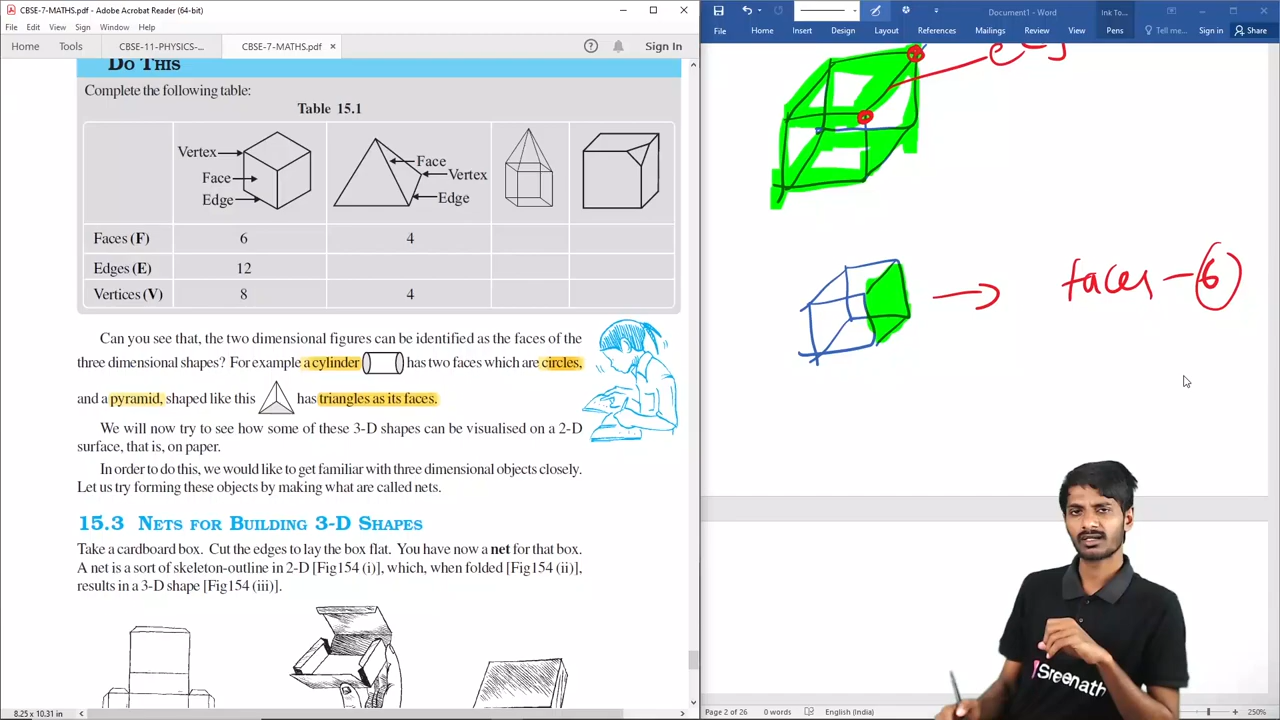 CBSE-7-MATHS.pdf - Adobe Acrobat Reader (64-bit)
File Edit View Sign Window Help
Home Tools CBSE-11-PHYSICS-... CBSE-7-MATHS.pdf × Sign In
DO THIS
Complete the following table:
Table 15.1
Vertex
Face
Edge
Face
Vertex
Edge
Faces (F) 6 4
Edges (E) 12
Vertices (V) 8 4
Can you see that, the two dimensional figures can be identified as the faces of the
three dimensional shapes? For example a cylinder has two faces which are circles,
and a pyramid, shaped like this has triangles as its faces.
We will now try to see how some of these 3-D shapes can be visualised on a 2-D
surface, that is, on paper.
In order to do this, we would like to get familiar with three dimensional objects closely.
Let us try forming these objects by making what are called nets.
15.3 NETS FOR BUILDING 3-D SHAPES
Take a cardboard box. Cut the edges to lay the box flat. You have now a net for that box.
A net is a sort of skeleton-outline in 2-D [Fig154 (i)], which, when folded [Fig154 (ii)],
results in a 3-D shape [Fig154 (iii)].
8.25 x 10.31 in
Document1 - Word Ink To...
File Home Insert Design Layout References Mailings View Pens Tell me... Sign in Share
faces - 6
Sreenath
Page 2 of 26 0 words English (India) 250%